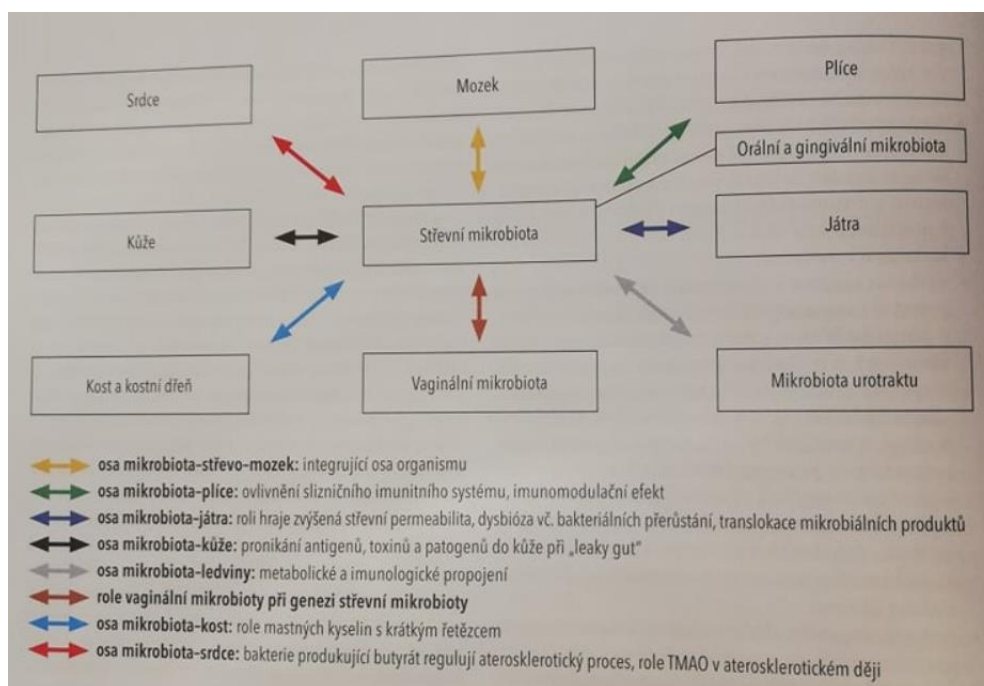 Srdce
Mozek
Plíce
Orální a gingivální mikrobiota
Kůže
Střevní mikrobiota
Játra
Kost a kostní dřeň
Vaginální mikrobiota
Mikrobiota urotraktu
osa mikrobiota–střevo–mozek: integrující osa organismu
osa mikrobiota–plíce: ovlivnění slizničního imunitního systému, imunomodulační efekt
osa mikrobiota–játra: roli hraje zvýšená střevní permeabilita, dysbióza vč. bakteriálních přerůstání, translokace mikrobiálních produktů
osa mikrobiota–kůže: pronikání antigenů, toxinů a patogenů do kůže při „leaky gut“
osa mikrobiota–ledviny: metabolické a imunologické propojení
role vaginální mikrobioty při genezi střevní mikrobioty
osa mikrobiota–kost: role mastných kyselin s krátkým řetězcem
osa mikrobiota–srdce: bakterie produkující butyrát regulují aterosklerotický proces, role TMAO v aterosklerotickém ději